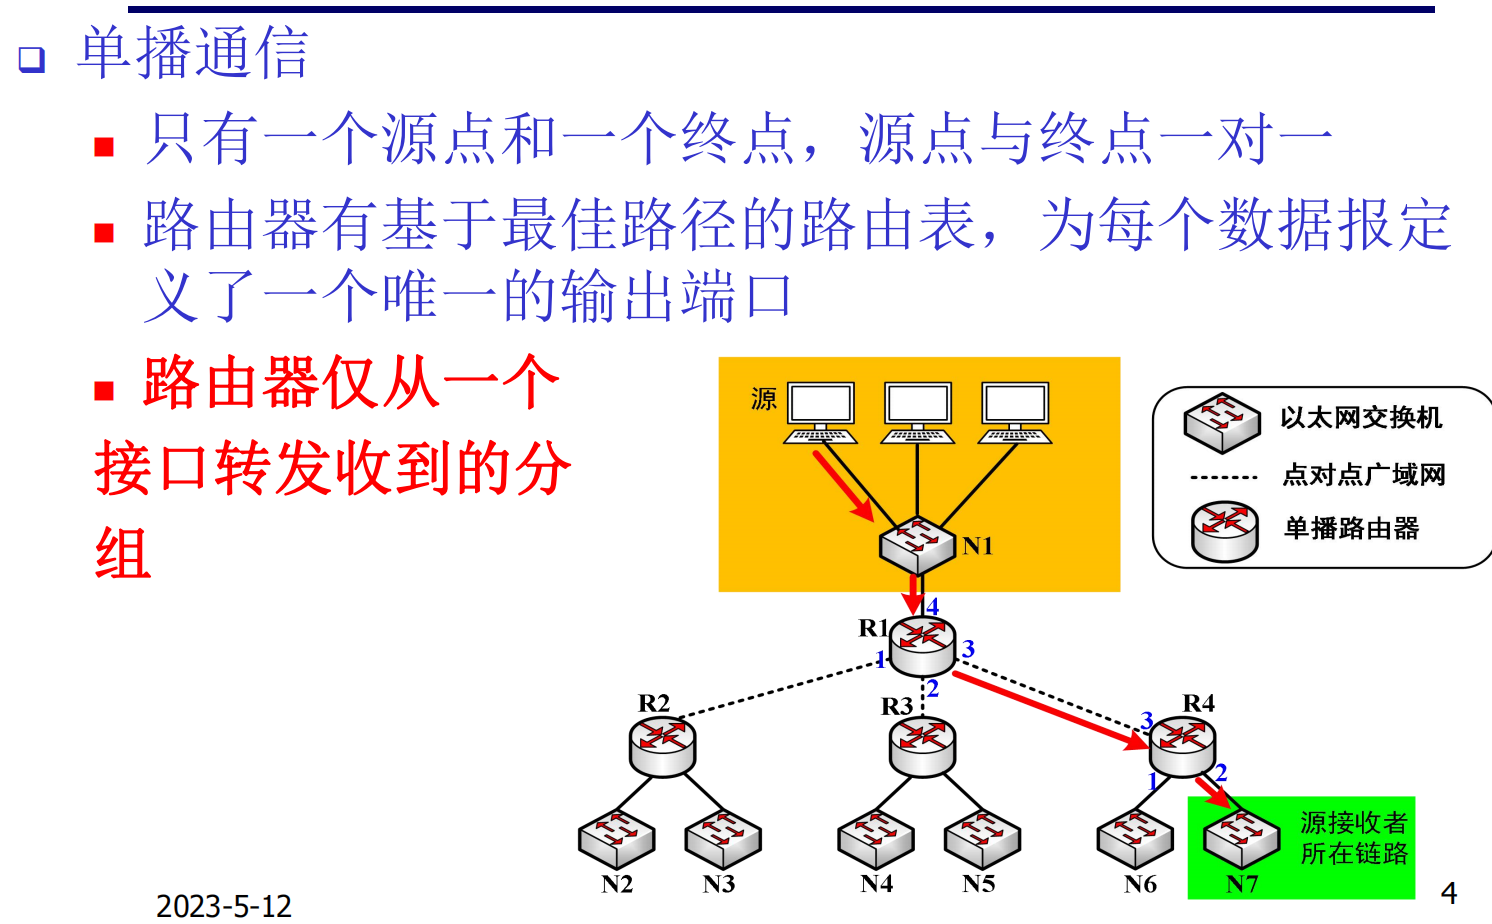 单播通信
只有一个源点和一个终点，源点与终点一对一
路由器有基于最佳路径的路由表，为每个数据报定
义了一个唯一的输出端口
路由器仅从一个
接口转发收到的分
组
源
以太网交换机
点对点广域网
单播路由器
N1
4
R1
1
3
2
R2
R3
R4
3
1
2
源接收者
所在链路
N2
N3
N4
N5
N6
N7
2023-5-12
4